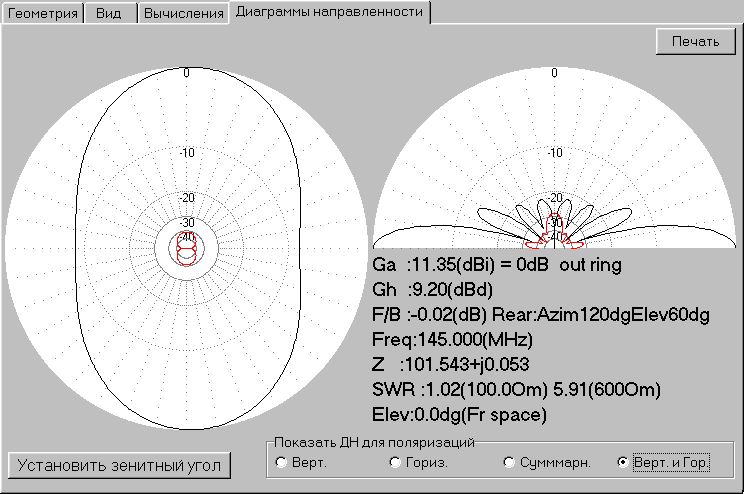 Геометрия Вид Вычисления Диаграммы направленности
Печать
0
-10
-20
-30
-40
0
-10
-20
-30
-40
Ga :11.35(dBi) = 0dB out ring
Gh :9.20(dBd)
F/B :-0.02(dB) Rear:Azim120dgElev60dg
Freq:145.000(MHz)
Z :101.543+j0.053
SWR :1.02(100.0Om) 5.91(600Om)
Elev:0.0dg(Fr space)
Установить зенитный угол
Показать ДН для поляризаций
Верт. Гориз. Сумммарн. Верт. и Гор.